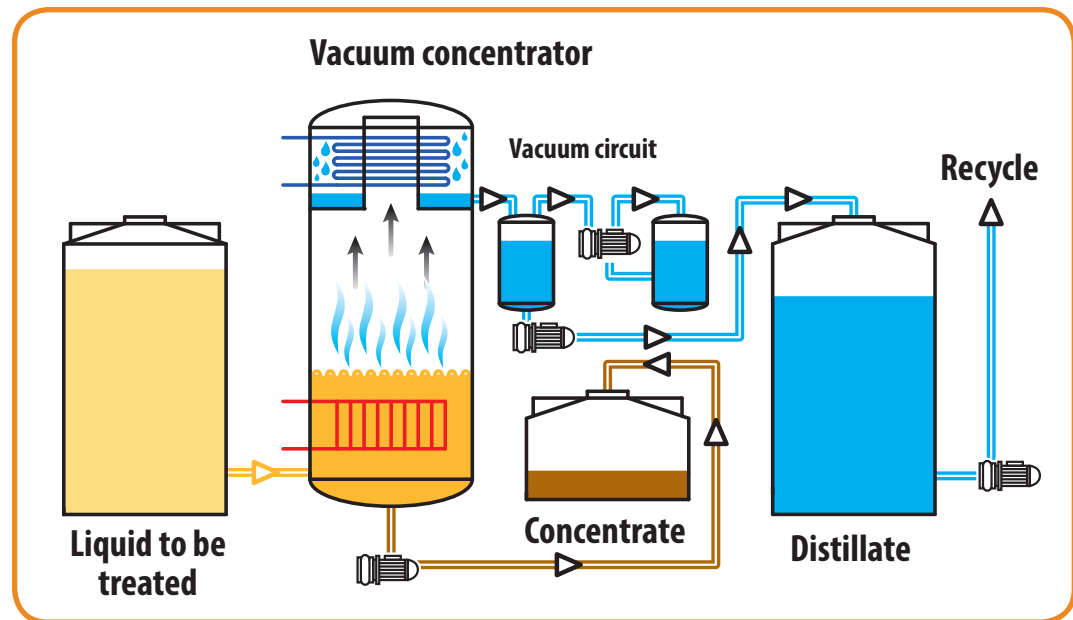 Vacuum concentrator
Vacuum circuit
Recycle
Liquid to be
treated
Concentrate
Distillate